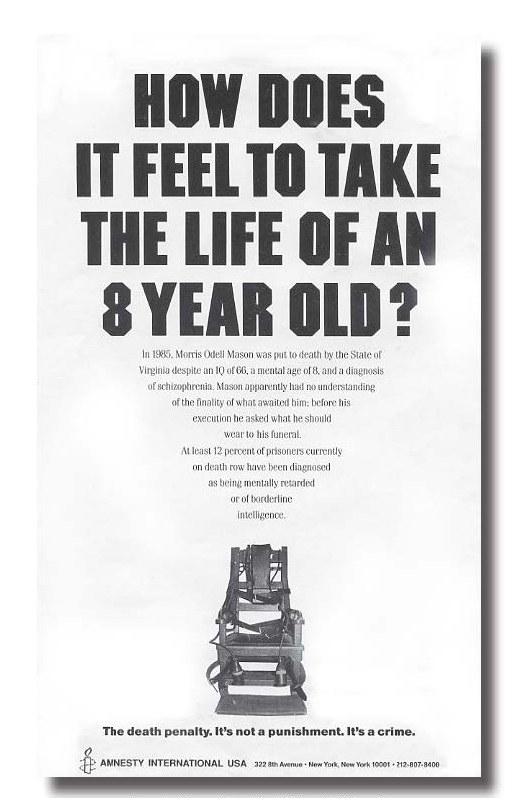 HOW DOES
IT FEEL TO TAKE
THE LIFE OF AN
8 YEAR OLD?
In 1985, Morris Odell Mason was put to death by the State of
Virginia despite an IQ of 66, a mental age of 8, and a diagnosis
of schizophrenia. Mason apparently had no understanding
of the finality of what awaited him: before his
execution he asked what he should
wear to his funeral.
At least 12 percent of prisoners currently
on death row have been diagnosed
as being mentally retarded
or of borderline
intelligence.
The death penalty. It's not a punishment. It's a crime.
AMNESTY INTERNATIONAL USA 322 8th Avenue • New York, New York 10001 • 212-807-8400